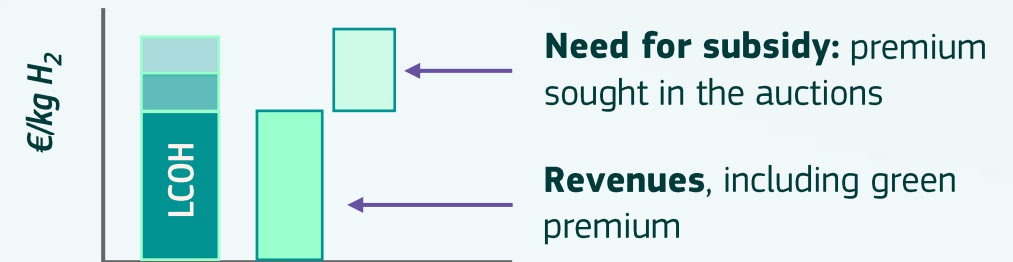 €/kg H₂
LCOH
Need for subsidy: premium
sought in the auctions
Revenues, including green
premium